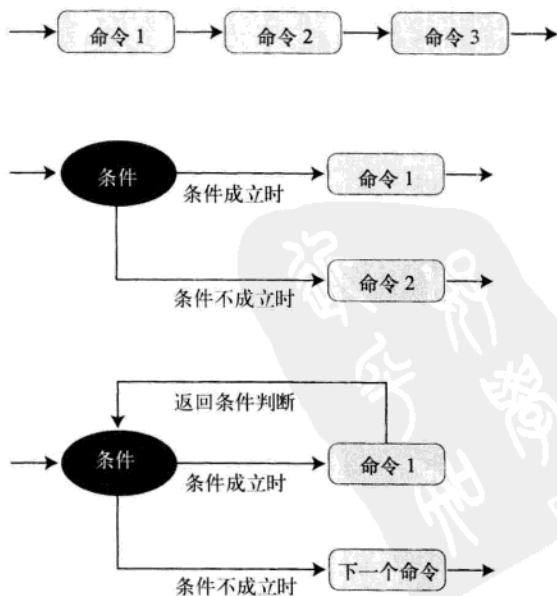 命令 1
命令 2
命令 3
条件
条件成立时
命令 1
条件不成立时
命令 2
返回条件判断
条件
条件成立时
命令 1
条件不成立时
下一个命令